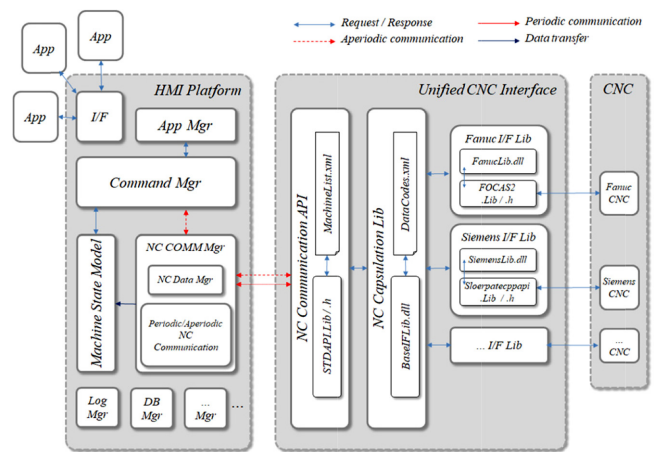 Request / Response
Periodic communication
Aperiodic communication
Data transfer
App
App
App
HMI Platform
I/F
App Mgr
Command Mgr
Machine State Model
NC COMM Mgr
NC Data Mgr
Periodic/Aperiodic
NC
Communication
Log
Mgr
DB
Mgr
...
Mgr
...
Unified CNC Interface
NC Communication API
MachineList.xml
STDAPI.Lib/.h
NC Capsulation Lib
DataCodes.xml
BaseIFLib.dll
Fanuc I/F Lib
FanucLib.dll
FOCAS2
.Lib/.h
Siemens I/F Lib
SiemensLib.dll
Sloerpatecppapi
.Lib/.h
... I/F Lib
CNC
Fanuc
CNC
Siemens
CNC
...
CNC